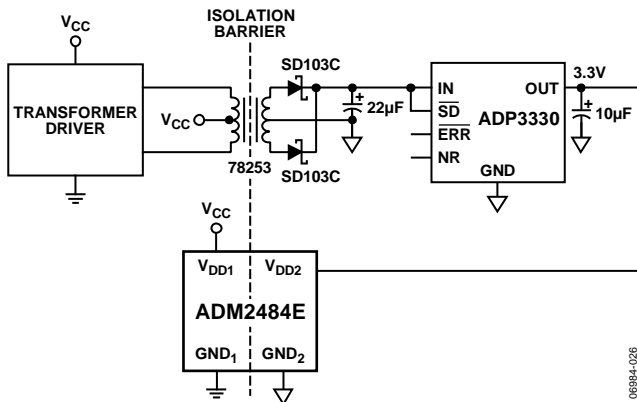 ISOLATION
BARRIER
VCC
TRANSFORMER
DRIVER
VCC
78253
SD103C
SD103C
+
22µF
IN
SD
ERR
NR
OUT
ADP3330
GND
3.3V
+
10µF
VCC
VDD1
VDD2
ADM2484E
GND1
GND2
06984-026